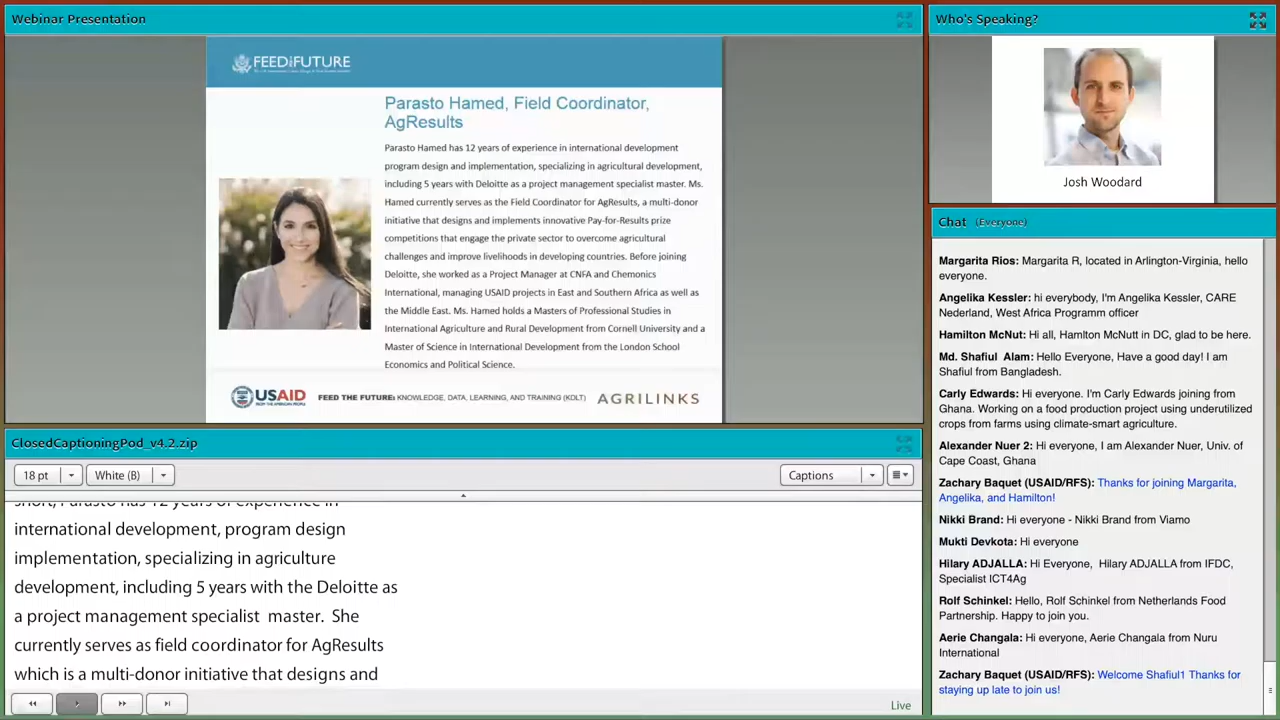 Webinar Presentation
FEED THE FUTURE
Parasto Hamed, Field Coordinator,
AgResults
Parasto Hamed has 12 years of experience in international development
program design and implementation, specializing in agricultural development,
including 5 years with Deloitte as a project management specialist master. Ms.
Hamed currently serves as the Field Coordinator for AgResults, a multi-donor
initiative that designs and implements innovative Pay-for-Results prize
competitions that engage the private sector to overcome agricultural
challenges and improve livelihoods in developing countries. Before joining
Deloitte, she worked as a Project Manager at CNFA and Chemonics
International, managing USAID projects in East and Southern Africa as well as
the Middle East. Ms. Hamed holds a Masters of Professional Studies in
International Agriculture and Rural Development from Cornell University and a
Master of Science in International Development from the London School
Economics and Political Science.
USAID
FROM THE AMERICAN PEOPLE
FEED THE FUTURE: KNOWLEDGE, DATA, LEARNING, AND TRAINING (KDLT)
AGRILINKS
ClosedCaptioningPod_v4.2.zip
18 pt
White (B)
Captions
short, Parasto has 12 years of experience in
international development, program design
implementation, specializing in agriculture
development, including 5 years with the Deloitte as
a project management specialist  master.  She
currently serves as field coordinator for AgResults
which is a multi-donor initiative that designs and
Live
Who's Speaking?
Josh Woodard
Chat (Everyone)
Margarita Rios: Margarita R, located in Arlington-Virginia, hello
everyone.
Angelika Kessler: hi everybody, I'm Angelika Kessler, CARE
Nederland, West Africa Programm officer
Hamilton McNut: Hi all, Hamlton McNutt in DC, glad to be here.
Md. Shafiul  Alam: Hello Everyone, Have a good day! I am
Shafiul from Bangladesh.
Carly Edwards: Hi everyone. I'm Carly Edwards joining from
Ghana. Working on a food production project using underutilized
crops from farms using climate-smart agriculture.
Alexander Nuer 2: Hi everyone, I am Alexander Nuer, Univ. of
Cape Coast, Ghana
Zachary Baquet (USAID/RFS): Thanks for joining Margarita,
Angelika, and Hamilton!
Nikki Brand: Hi everyone - Nikki Brand from Viamo
Mukti Devkota: Hi everyone
Hilary ADJALLA: Hi Everyone,  Hilary ADJALLA from IFDC,
Specialist ICT4Ag
Rolf Schinkel: Hello, Rolf Schinkel from Netherlands Food
Partnership. Happy to join you.
Aerie Changala: Hi everyone, Aerie Changala from Nuru
International
Zachary Baquet (USAID/RFS): Welcome Shafiul1 Thanks for
staying up late to join us!